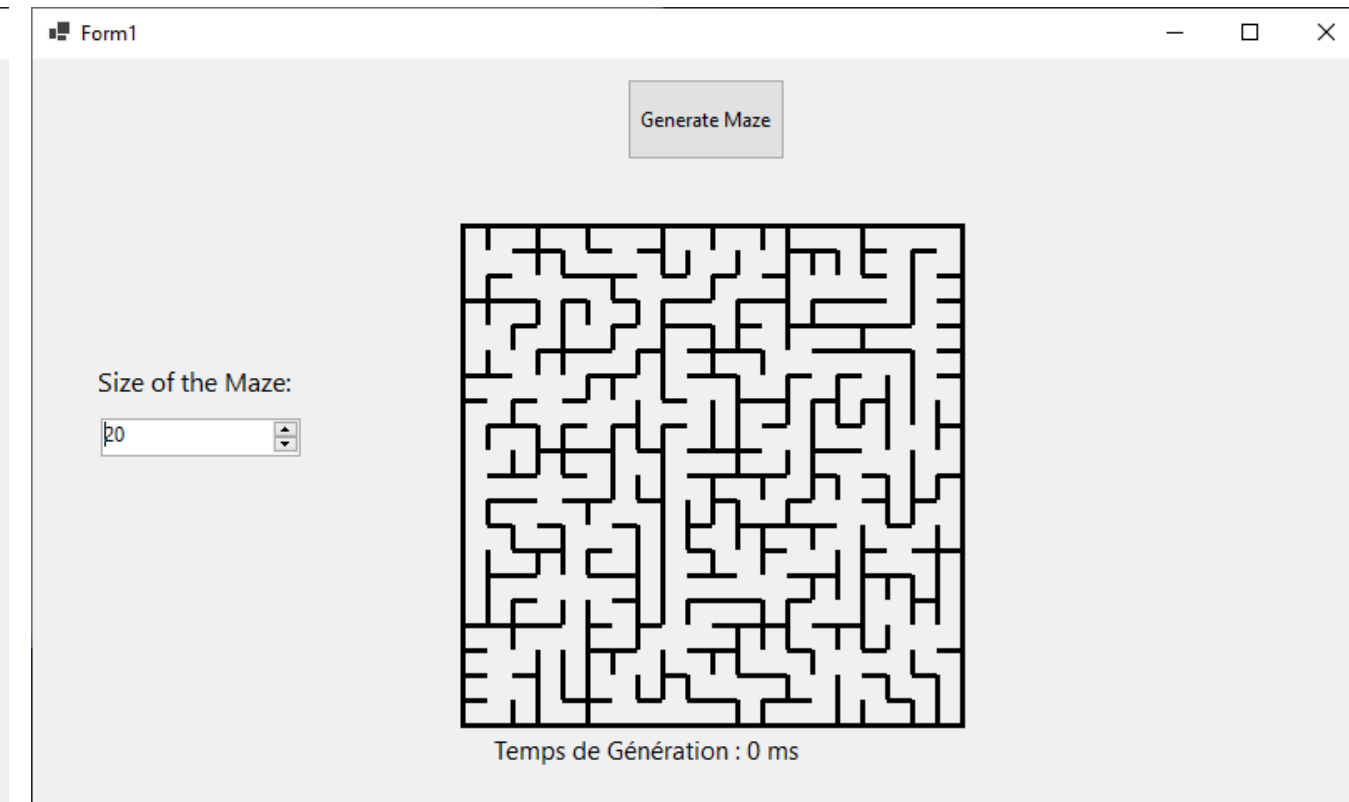 Form1
Generate Maze
Size of the Maze:
20
Temps de Génération : 0 ms